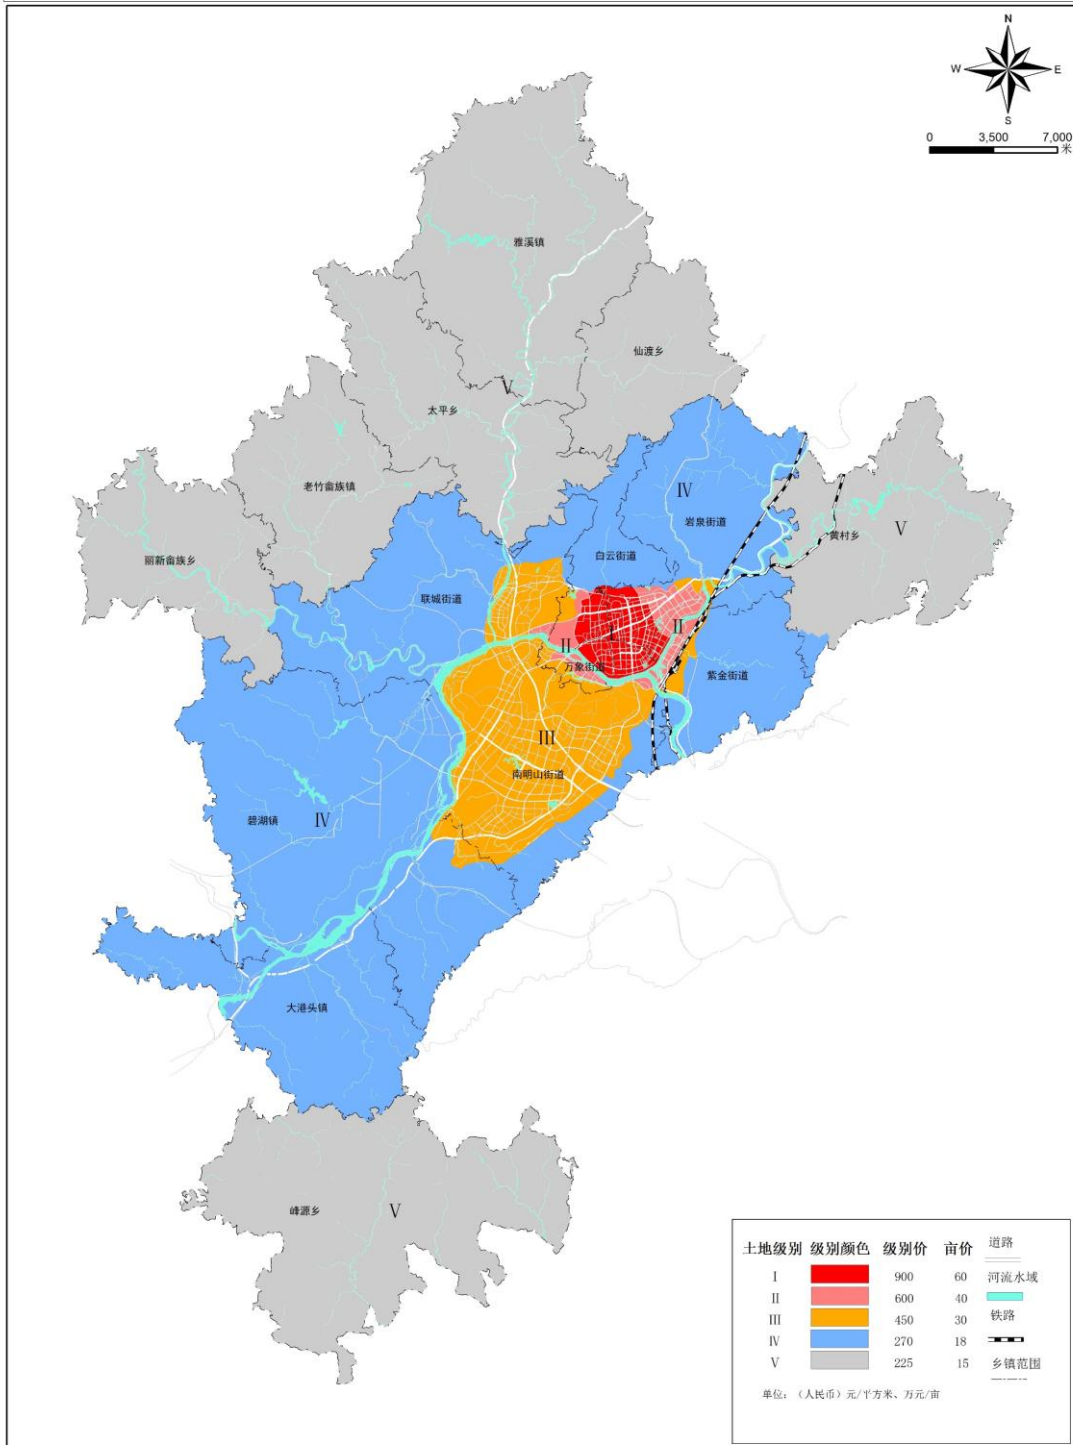 N
W E
S
0 3,500 7,000
米
雅溪镇
仙渡乡
V
太平乡
老竹畲族镇
IV
岩泉街道
V
黄村乡
白云街道
丽新畲族乡
联城街道
I
II
II
万象街道
紫金街道
III
南明山街道
碧湖镇 IV
大港头镇
峰源乡 V
土地级别 级别颜色 级别价 亩价 道路
I 900 60 河流水域
II 600 40
III 450 30 铁路
IV 270 18
V 225 15 乡镇范围
单位：（人民币）元/平方米、万元/亩